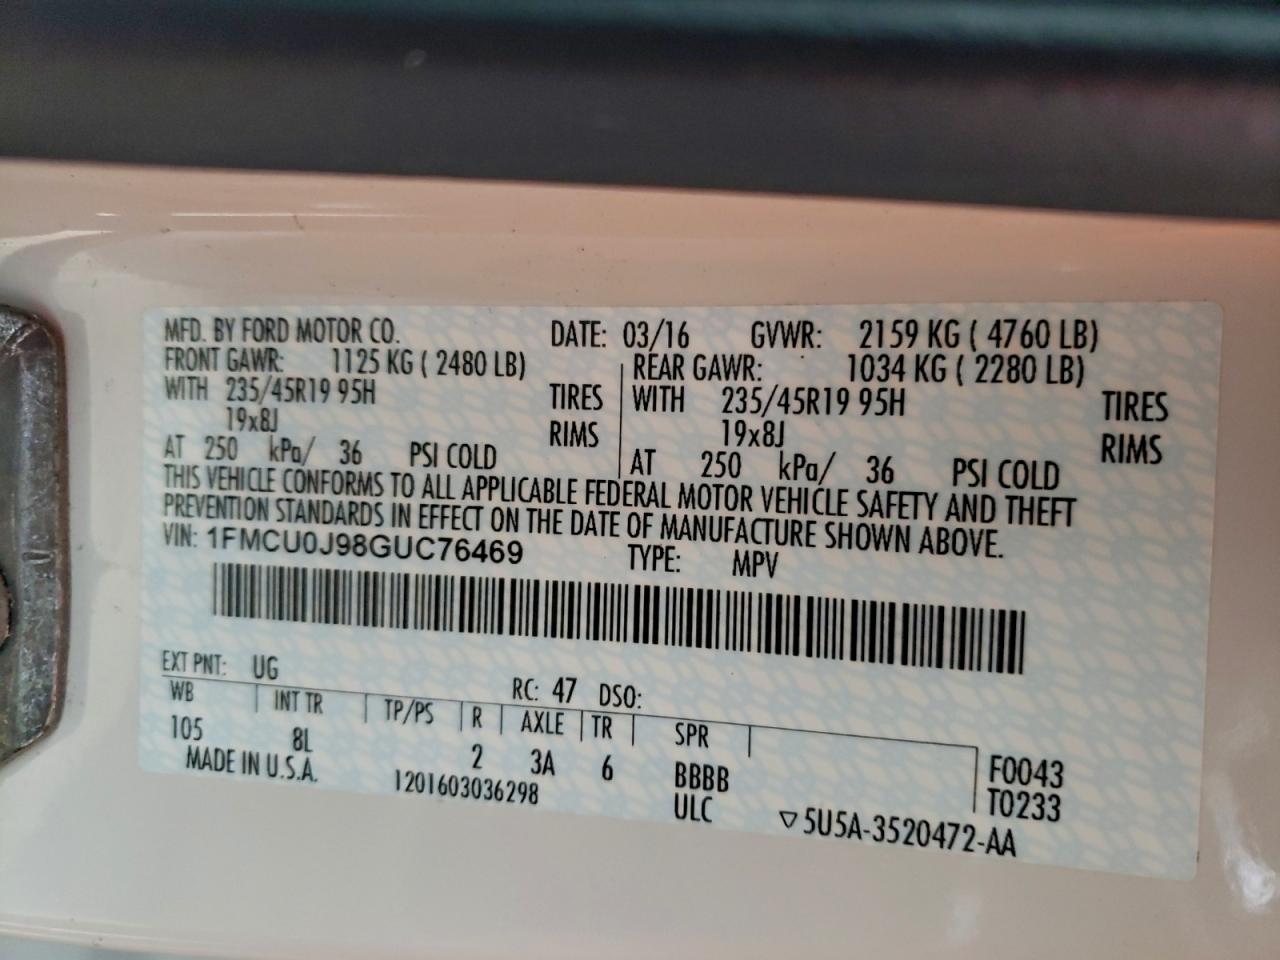 MFD. BY FORD MOTOR CO. DATE: 03/16 GVWR: 2159 KG ( 4760 LB)
FRONT GAWR: 1125 KG ( 2480 LB) REAR GAWR: 1034 KG ( 2280 LB)
WITH 235/45R19 95H TIRES WITH 235/45R19 95H TIRES
19x8J RIMS 19x8J RIMS
AT 250 kPa/ 36 PSI COLD AT 250 kPa/ 36 PSI COLD
THIS VEHICLE CONFORMS TO ALL APPLICABLE FEDERAL MOTOR VEHICLE SAFETY AND THEFT
PREVENTION STANDARDS IN EFFECT ON THE DATE OF MANUFACTURE SHOWN ABOVE.
VIN: 1FMCU0J98GUC76469 TYPE: MPV
EXT PNT: UG RC: 47 DSO:
WB INT TR TP/PS R AXLE TR SPR
105 8L 2 3A 6 BBBB F0043
MADE IN U.S.A. 1201603036298 ULC T0233
▽5U5A-3520472-AA